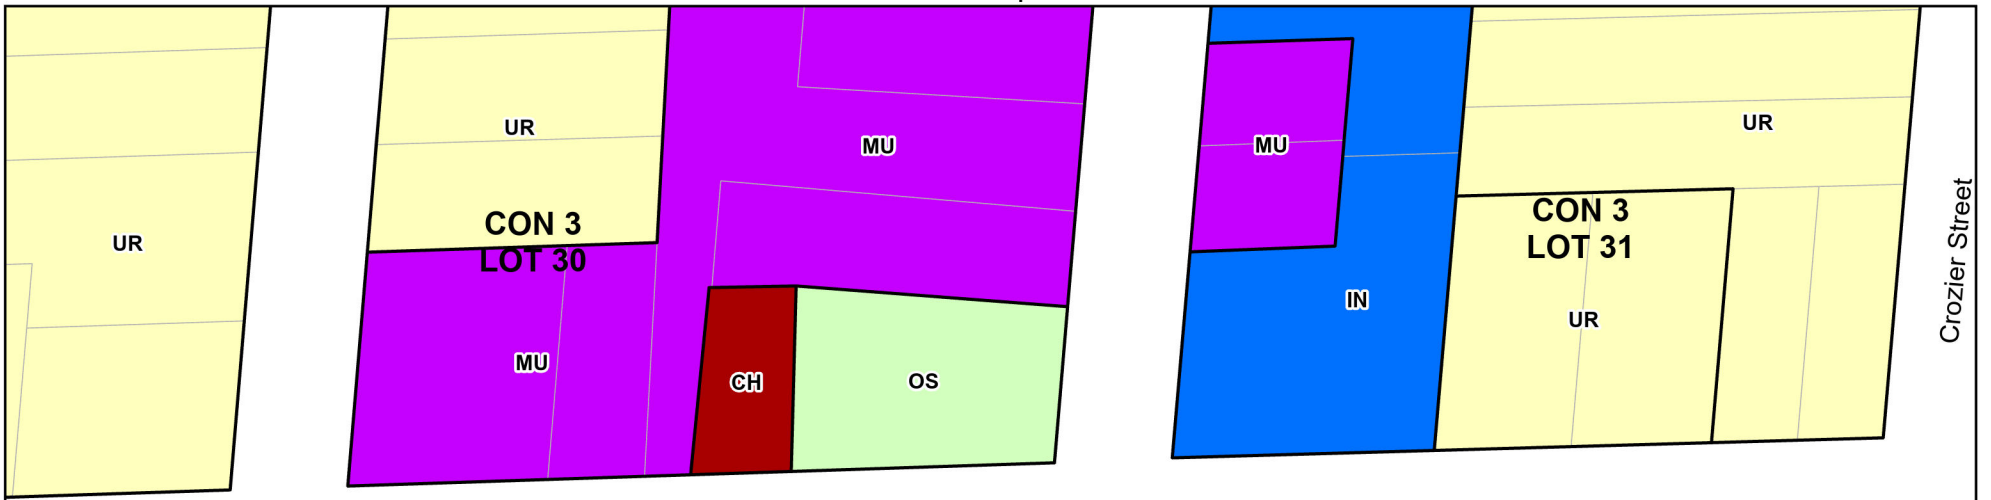 UR
UR
CON 3
LOT 30
MU
MU
CH
OS
MU
IN
UR
CON 3
LOT 31
UR
Crozier Street